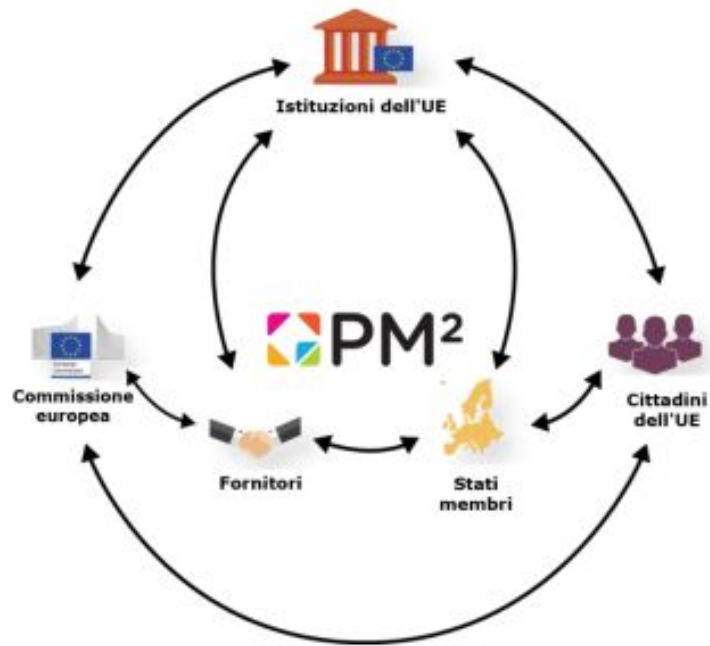 Istituzioni dell'UE
PM²
Commissione
europea
Cittadini
dell'UE
Fornitori
Stati
membri